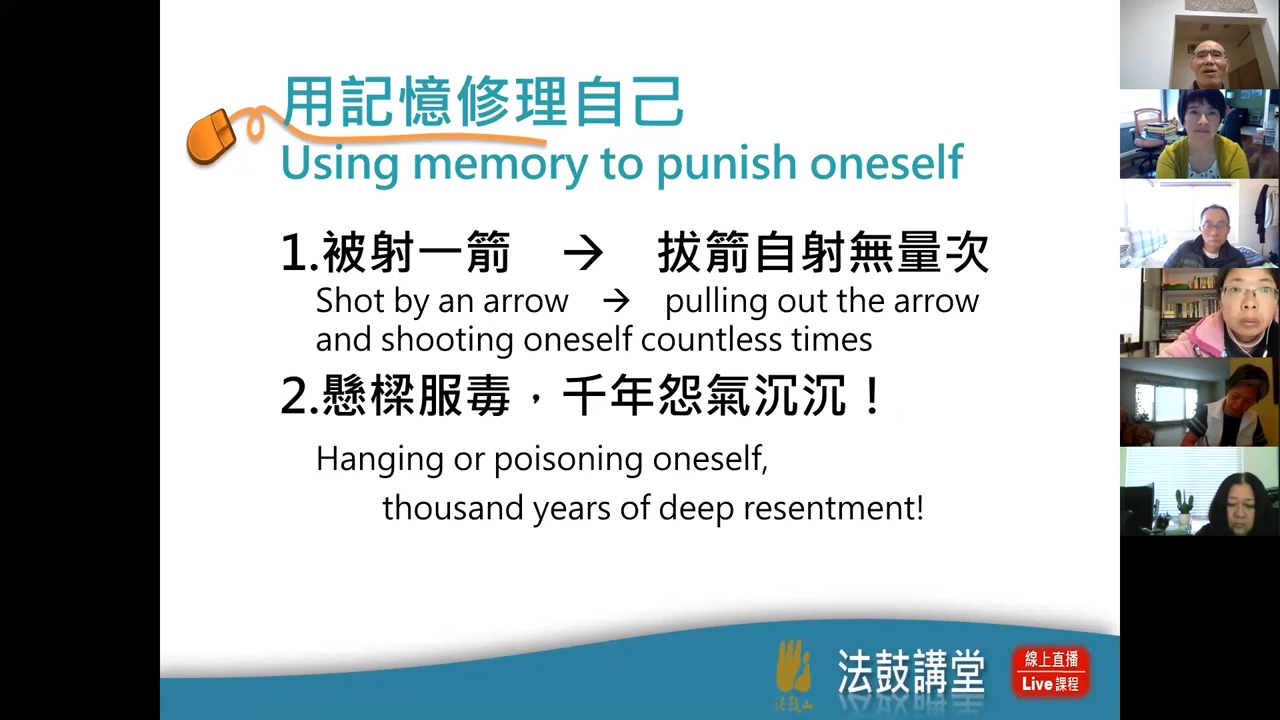 用記憶修理自己
Using memory to punish oneself
1.被射一箭 → 拔箭自射無量次
Shot by an arrow → pulling out the arrow
and shooting oneself countless times
2.懸樑服毒，千年怨氣沉沉！
Hanging or poisoning oneself,
thousand years of deep resentment!
法鼓山
法鼓講堂
線上直播
Live課程